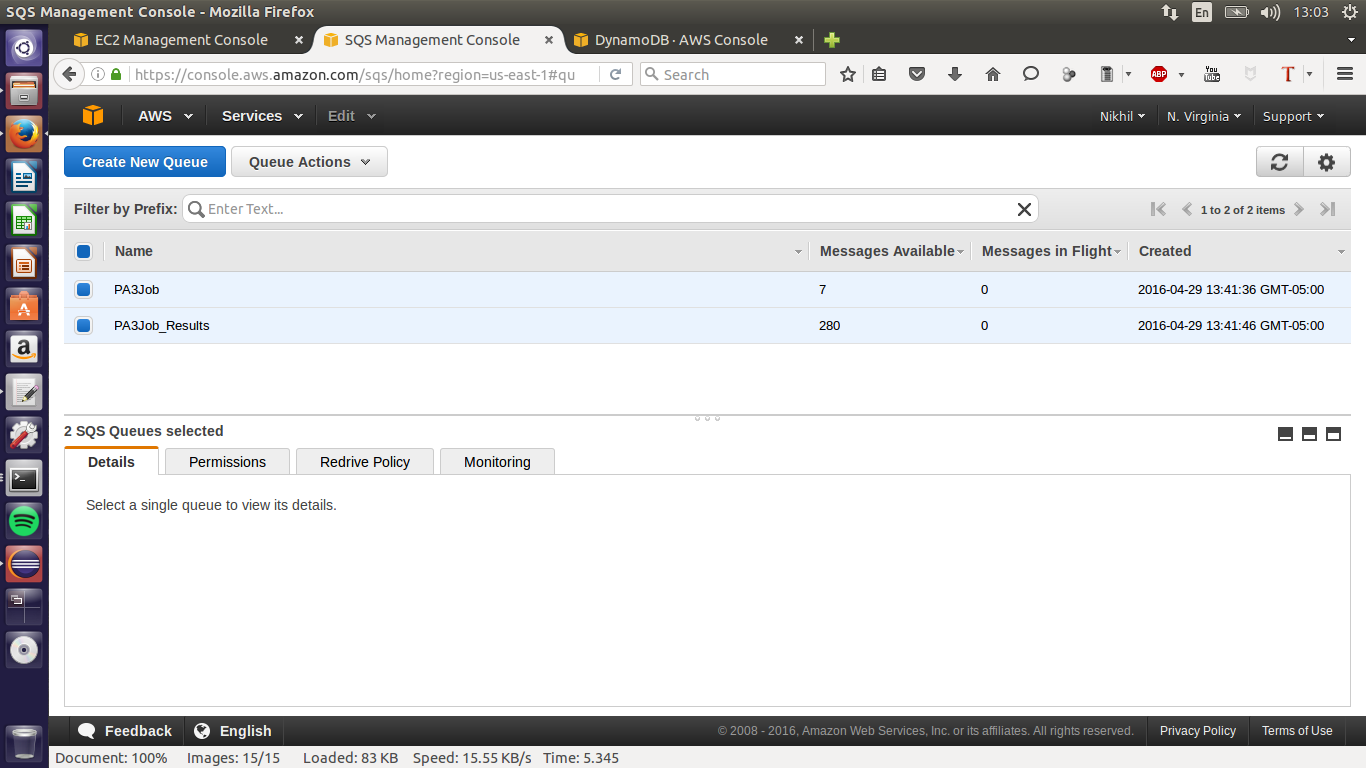 SQS Management Console - Mozilla Firefox En 13:03
EC2 Management Console SQS Management Console DynamoDB · AWS Console
https://console.aws.amazon.com/sqs/home?region=us-east-1#qu Search ABP You Tube T
AWS Services Edit Nikhil N. Virginia Support
Create New Queue Queue Actions
Filter by Prefix: Enter Text... 1 to 2 of 2 items
Name Messages Available Messages in Flight Created
PA3Job 7 0 2016-04-29 13:41:36 GMT-05:00
PA3Job_Results 280 0 2016-04-29 13:41:46 GMT-05:00
2 SQS Queues selected
Details Permissions Redrive Policy Monitoring
Select a single queue to view its details.
Feedback English © 2008 - 2016, Amazon Web Services, Inc. or its affiliates. All rights reserved. Privacy Policy Terms of Use
Document: 100% Images: 15/15 Loaded: 83 KB Speed: 15.55 KB/s Time: 5.345